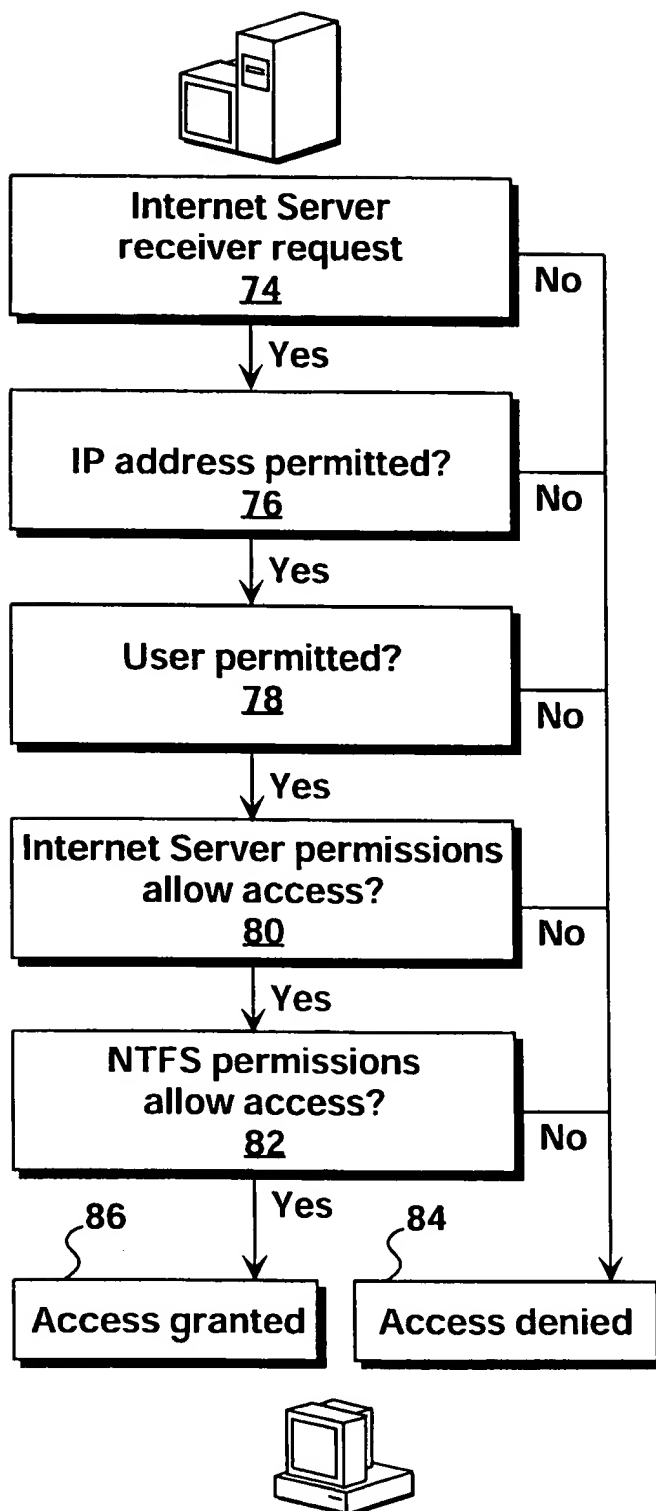 Internet Server
receiver request
74
No
Yes
IP address permitted?
76
No
Yes
User permitted?
78
No
Yes
Internet Server permissions
allow access?
80
No
Yes
NTFS permissions
allow access?
82
No
Yes
86
84
Access granted
Access denied